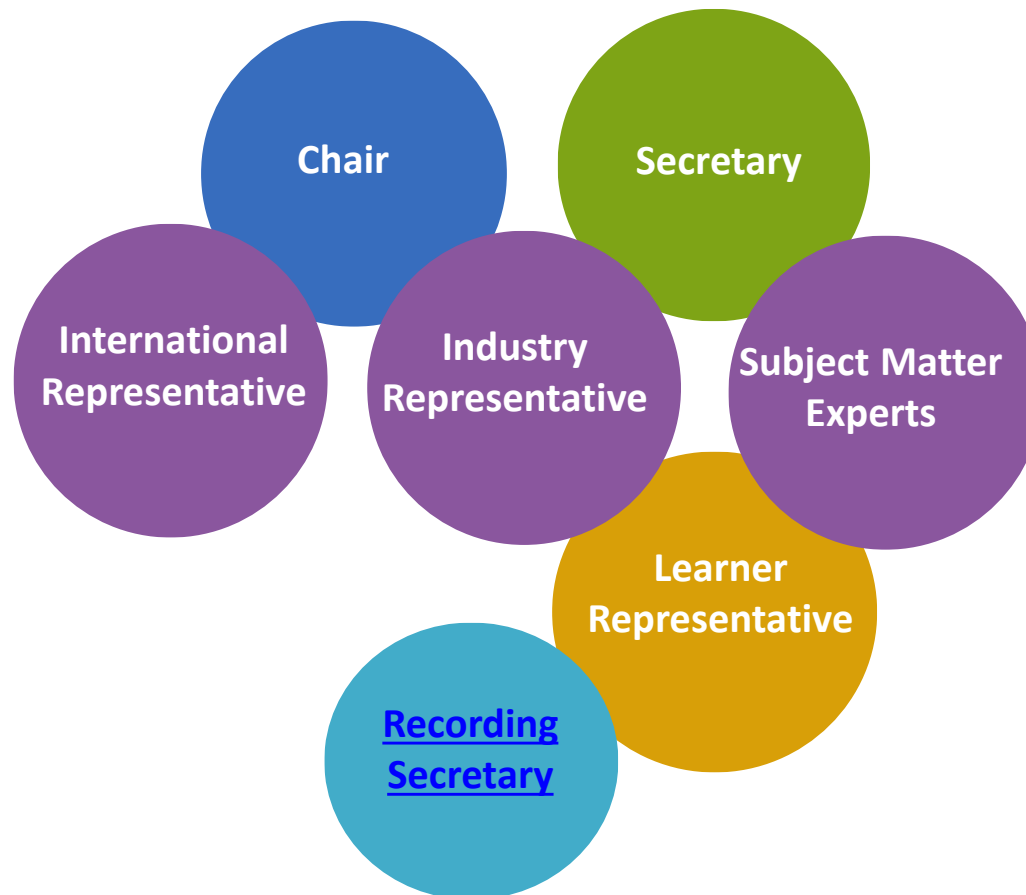 Chair
Secretary
International
Representative
Industry
Representative
Subject Matter
Experts
Learner
Representative
Recording
Secretary